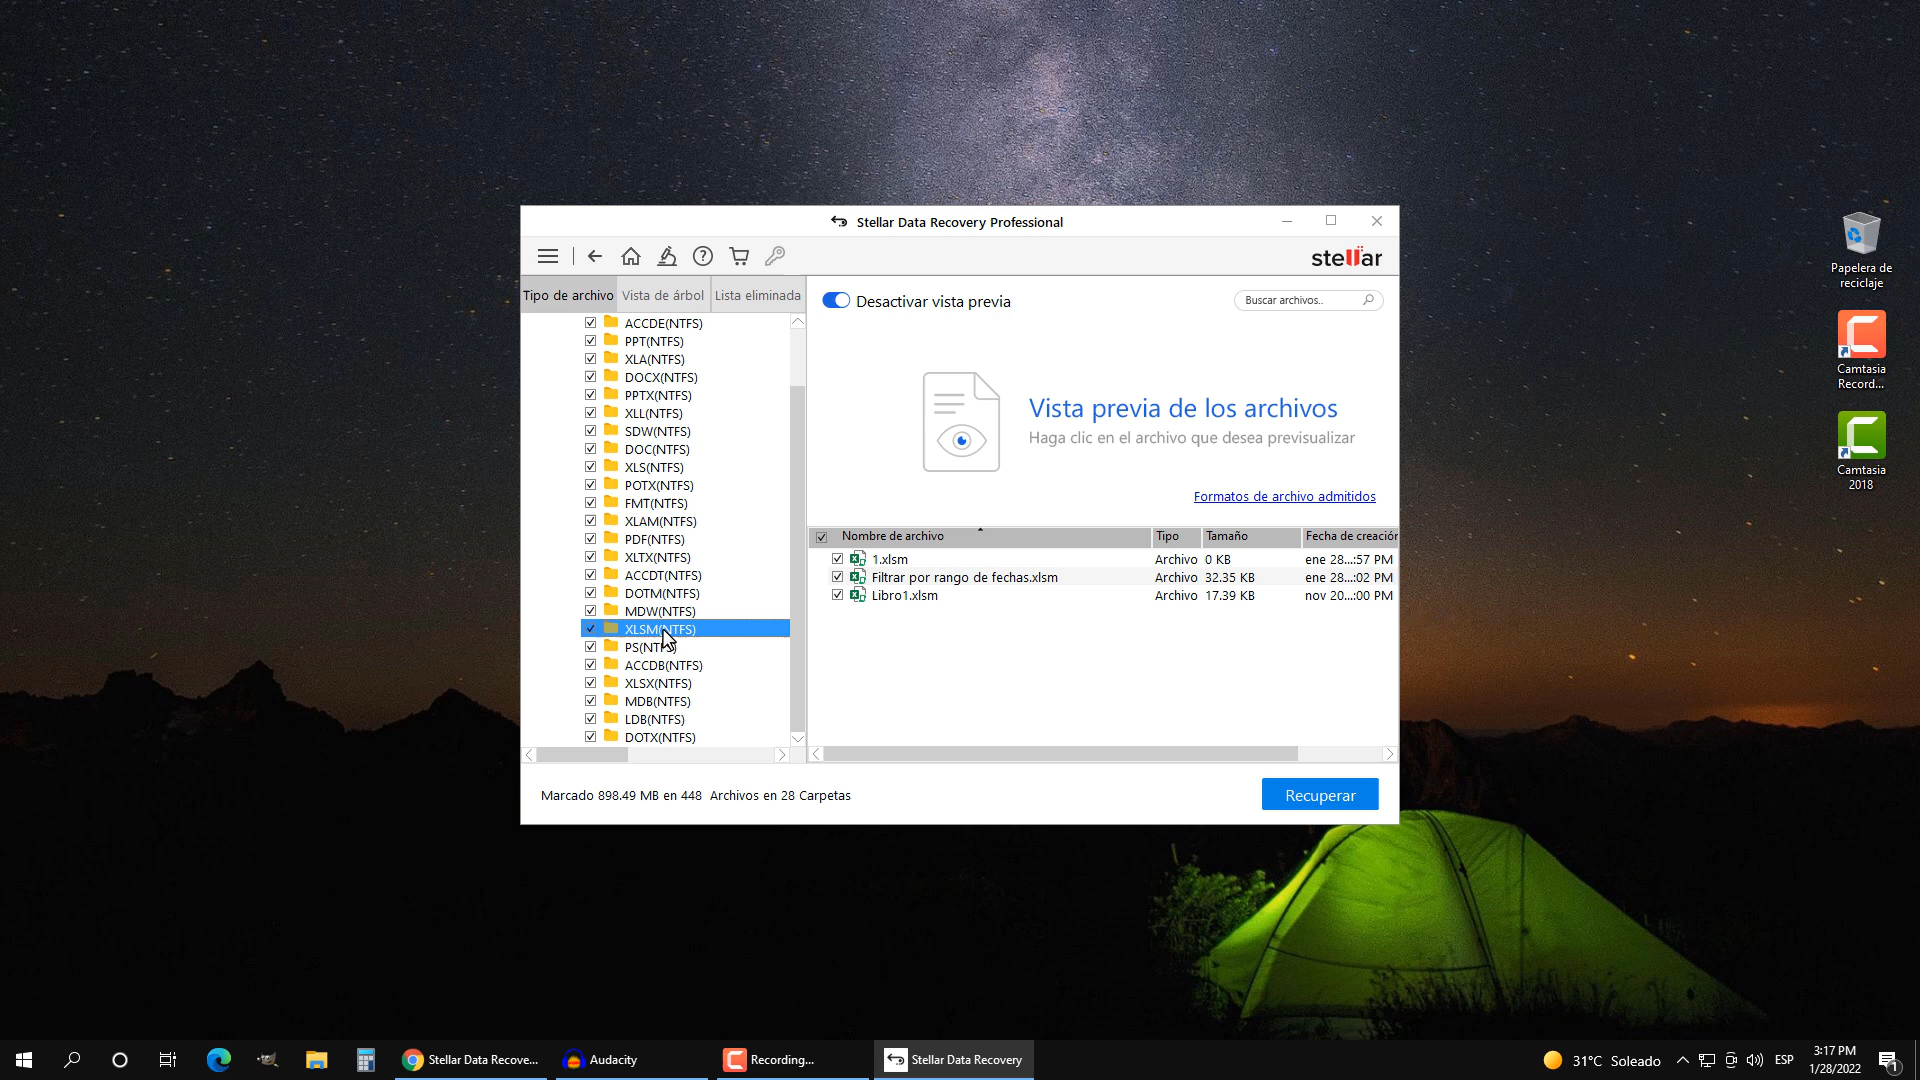 Stellar Data Recovery Professional
stellar
Tipo de archivo Vista de árbol Lista eliminada
Desactivar vista previa
Buscar archivos..
ACCDE(NTFS)
PPT(NTFS)
XLA(NTFS)
DOCX(NTFS)
PPTX(NTFS)
XLL(NTFS)
SDW(NTFS)
DOC(NTFS)
XLS(NTFS)
POTX(NTFS)
FMT(NTFS)
XLAM(NTFS)
PDF(NTFS)
XLTX(NTFS)
ACCDT(NTFS)
DOTM(NTFS)
MDW(NTFS)
XLSM(NTFS)
PS(NTFS)
ACCDB(NTFS)
XLSX(NTFS)
MDB(NTFS)
LDB(NTFS)
DOTX(NTFS)
Vista previa de los archivos
Haga clic en el archivo que desea previsualizar
Formatos de archivo admitidos
Nombre de archivo Tipo Tamaño Fecha de creación
1.xlsm Archivo 0 KB ene 28...:57 PM
Filtrar por rango de fechas.xlsm Archivo 32.35 KB ene 28...:02 PM
Libro1.xlsm Archivo 17.39 KB nov 20...:00 PM
Marcado 898.49 MB en 448 Archivos en 28 Carpetas
Recuperar
Papelera de
reciclaje
Camtasia
Record...
Camtasia
2018
Stellar Data Recove...
Audacity
Recording...
Stellar Data Recovery
31°C Soleado
ESP
3:17 PM
1/28/2022
1